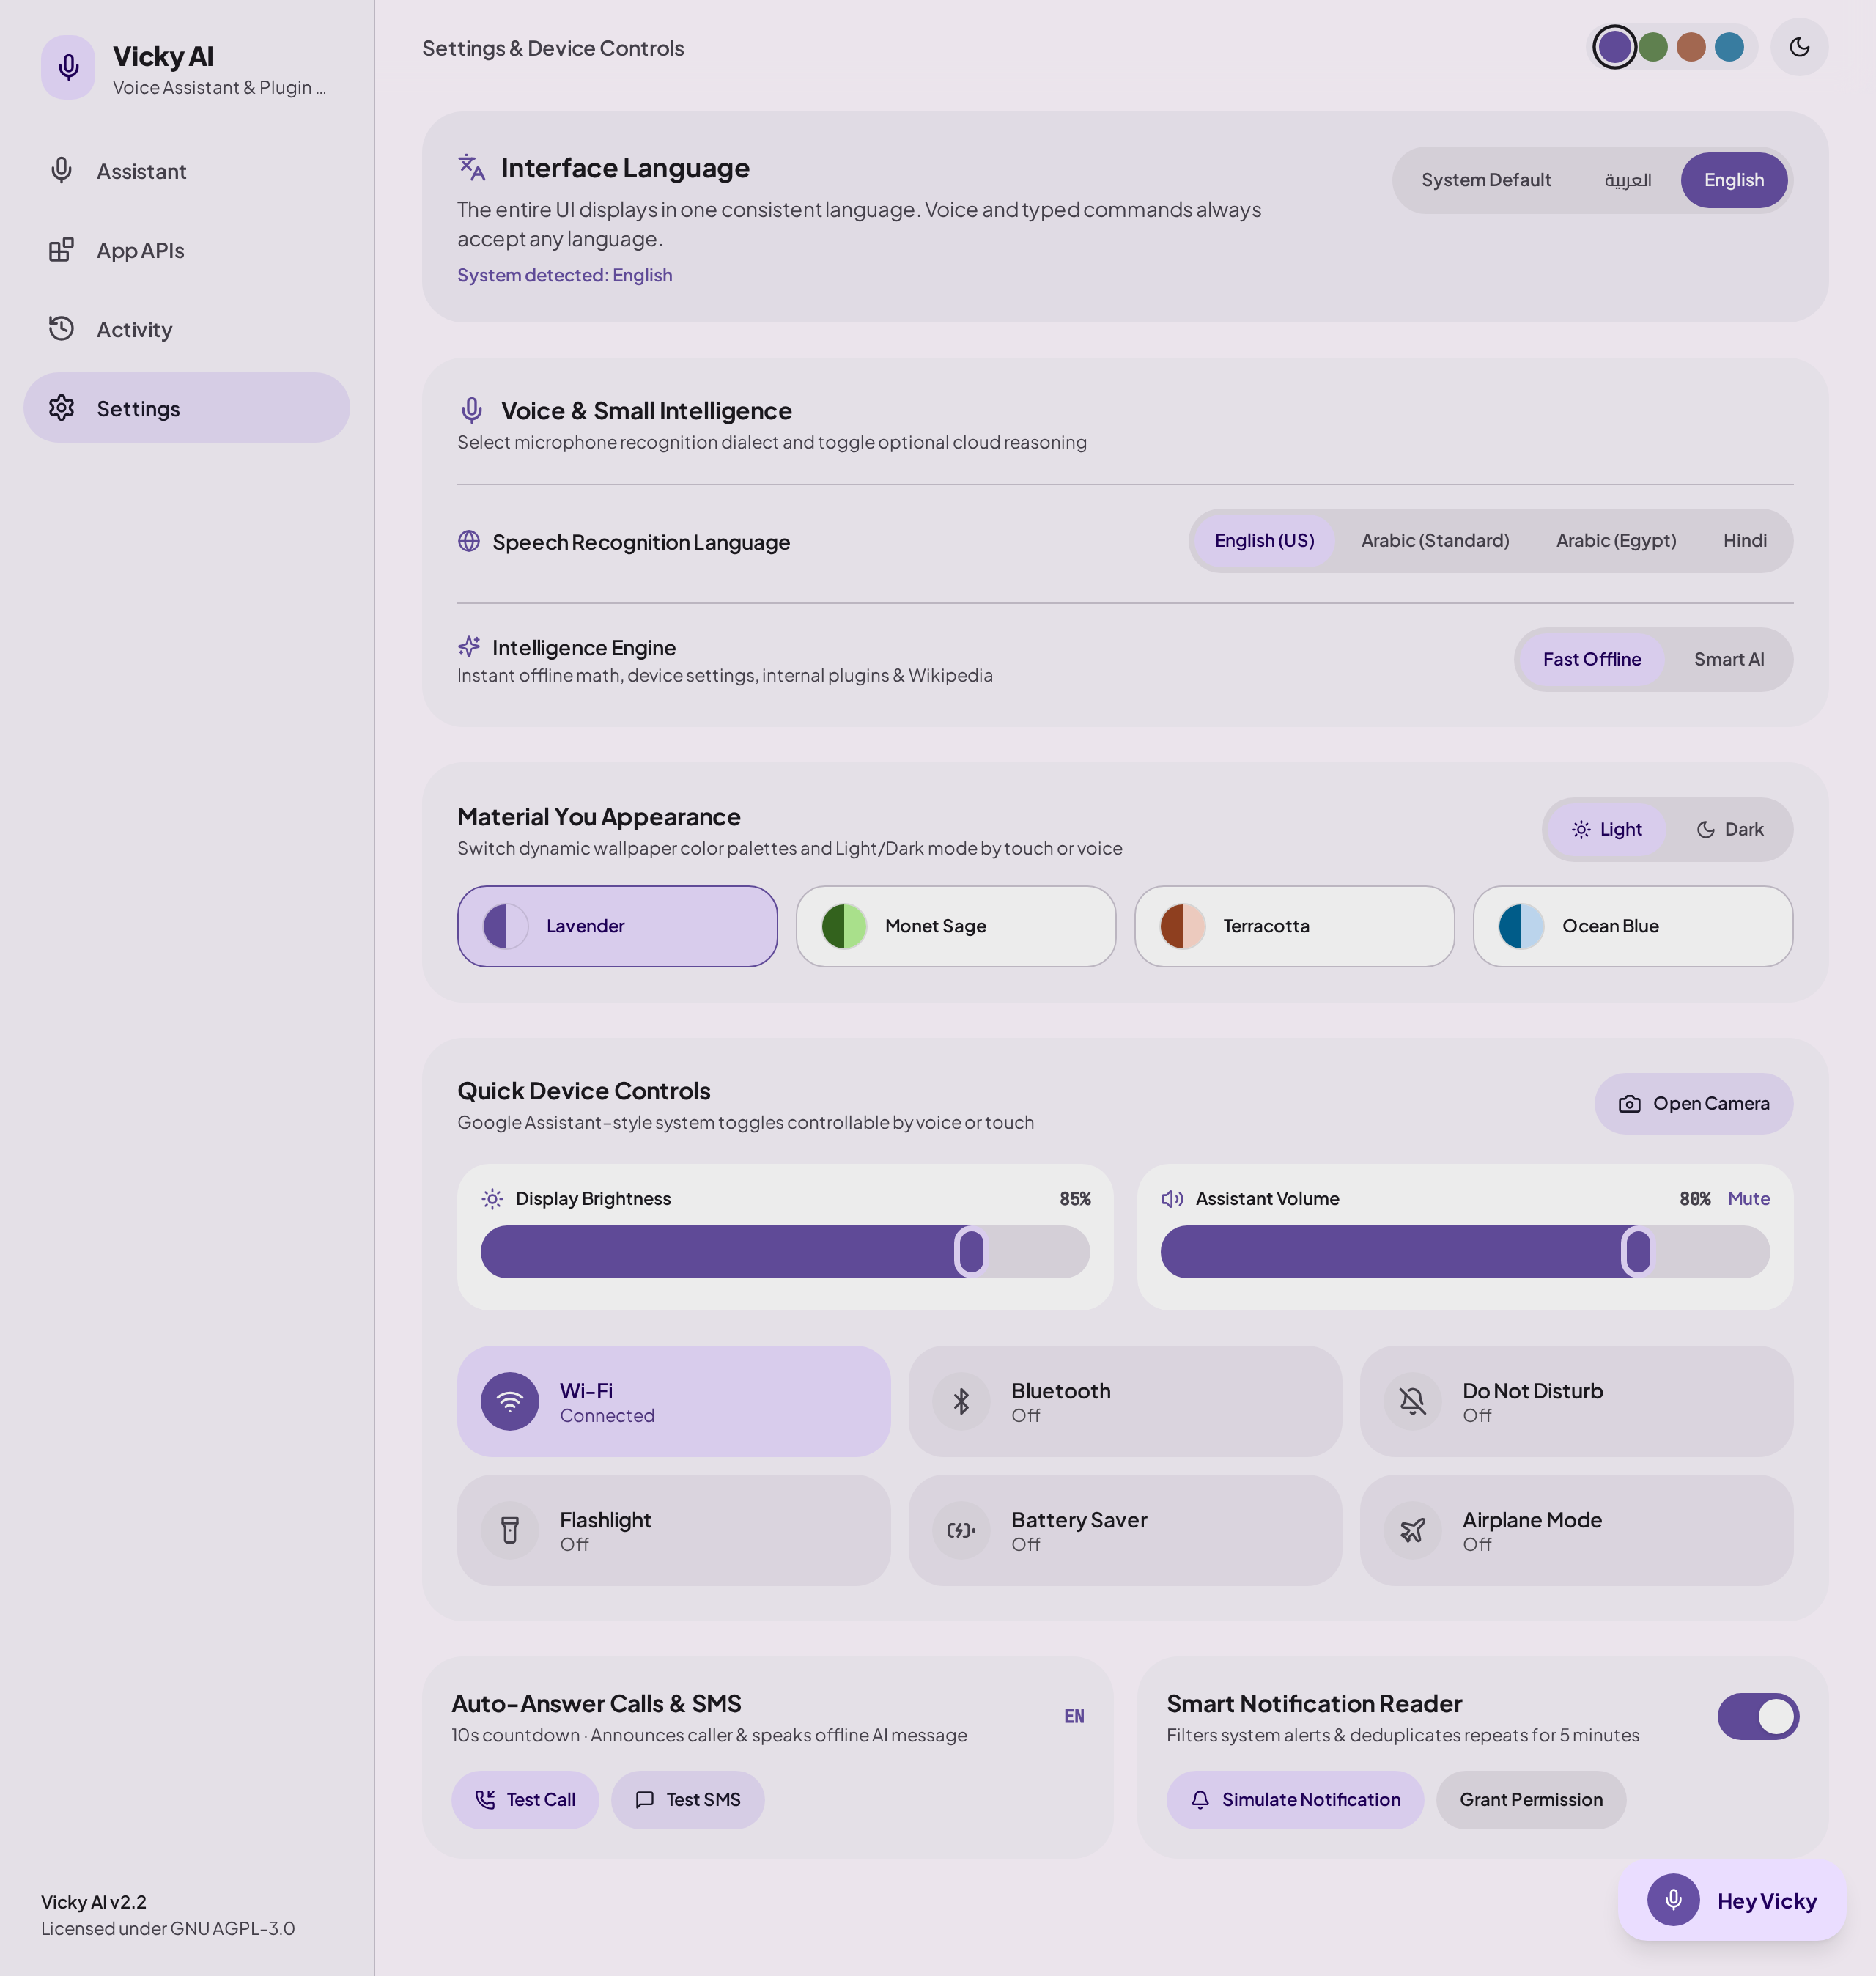 Vicky AI
Voice Assistant & Plugin ...
Assistant
App APIs
Activity
Settings
Vicky AI v2.2
Licensed under GNU AGPL-3.0
Settings & Device Controls
Interface Language
The entire UI displays in one consistent language. Voice and typed commands always
accept any language.
System detected: English
System Default
العربية
English
Voice & Small Intelligence
Select microphone recognition dialect and toggle optional cloud reasoning
Speech Recognition Language
English (US)
Arabic (Standard)
Arabic (Egypt)
Hindi
Intelligence Engine
Instant offline math, device settings, internal plugins & Wikipedia
Fast Offline
Smart AI
Material You Appearance
Switch dynamic wallpaper color palettes and Light/Dark mode by touch or voice
Light
Dark
Lavender
Monet Sage
Terracotta
Ocean Blue
Quick Device Controls
Google Assistant-style system toggles controllable by voice or touch
Open Camera
Display Brightness
85%
Assistant Volume
80%
Mute
Wi-Fi
Connected
Bluetooth
Off
Do Not Disturb
Off
Flashlight
Off
Battery Saver
Off
Airplane Mode
Off
Auto-Answer Calls & SMS
10s countdown · Announces caller & speaks offline AI message
EN
Test Call
Test SMS
Smart Notification Reader
Filters system alerts & deduplicates repeats for 5 minutes
Simulate Notification
Grant Permission
Hey Vicky